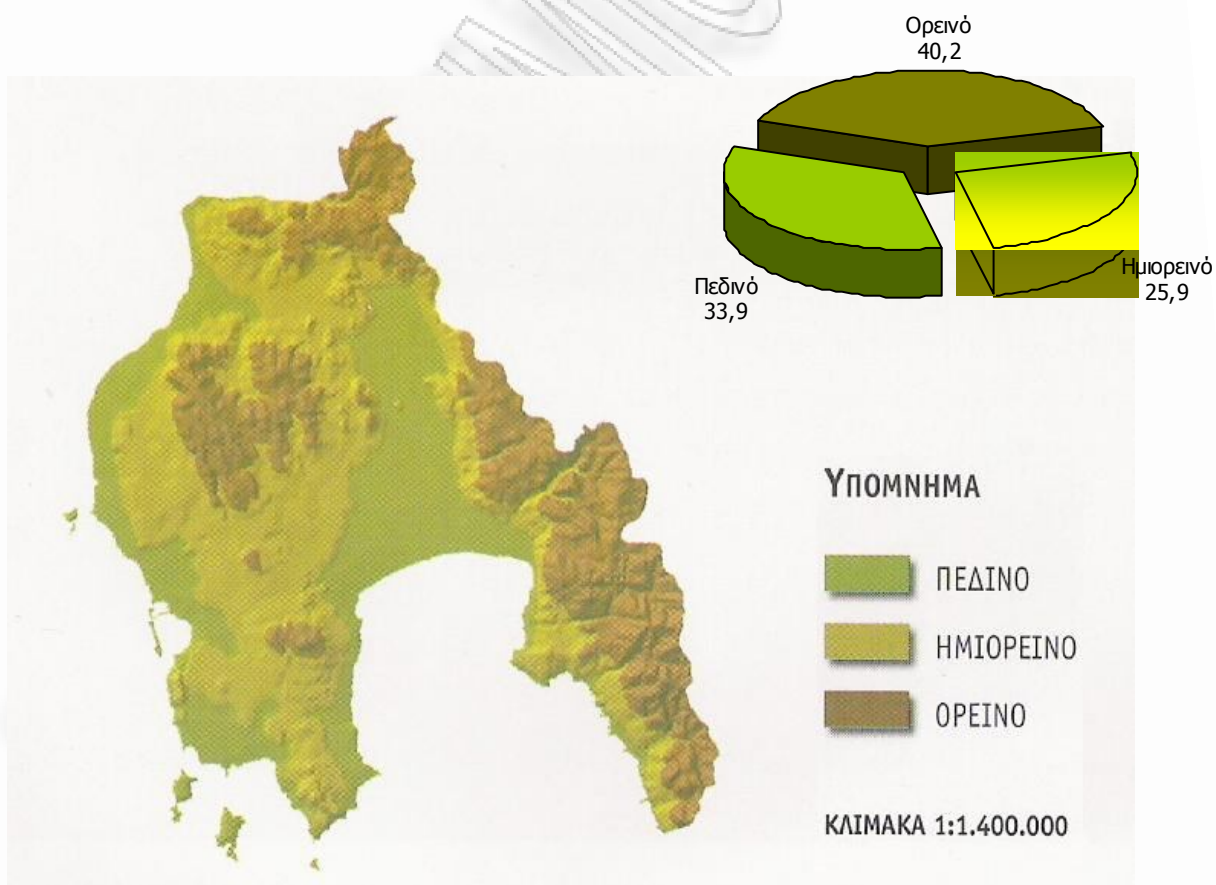 Ορεινό
40,2
Πεδινό
33,9
Ημιορεινό
25,9
ΥΠΟΜΝΗΜΑ
ΠΕΔΙΝΟ
ΗΜΙΟΡΕΙΝΟ
ΟΡΕΙΝΟ
ΚΛΙΜΑΚΑ 1:1.400.000